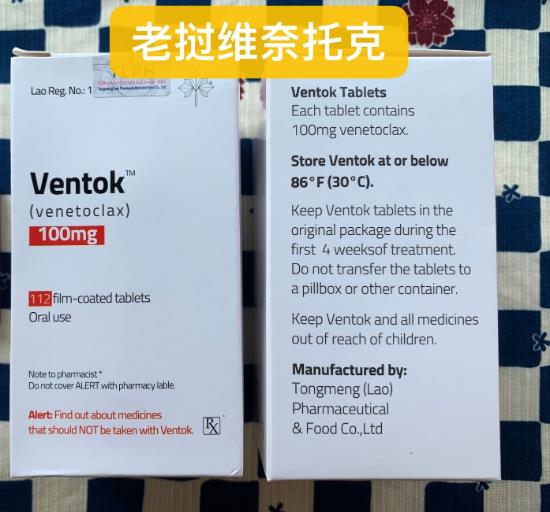 老挝维奈托克
TLPH
Lao Reg. No.: 1
Ventok™
(venetoclax)
100mg
112 film-coated tablets
Oral use
Note to pharmacist *
Do not cover ALERT with pharmacy lable.
Alert: Find out about medicines
that should NOT be taken with Ventok.
Rx
Ventok Tablets
Each tablet contains
100mg venetoclax.
Store Ventok at or below
86°F (30°C).
Keep Ventok tablets in the
original package during the
first 4 weeksof treatment.
Do not transfer the tablets to
a pillbox or other container.
Keep Ventok and all medicines
out of reach of children.
Manufactured by:
Tongmeng (Lao)
Pharmaceutical
& Food Co.,Ltd